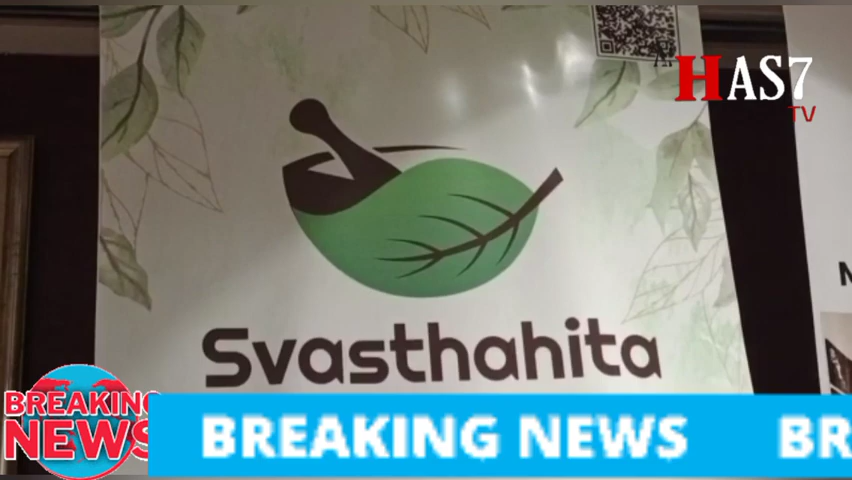 HAS7
TV
Svasthahita
BREAKING
NEWS
BREAKING NEWS
BR